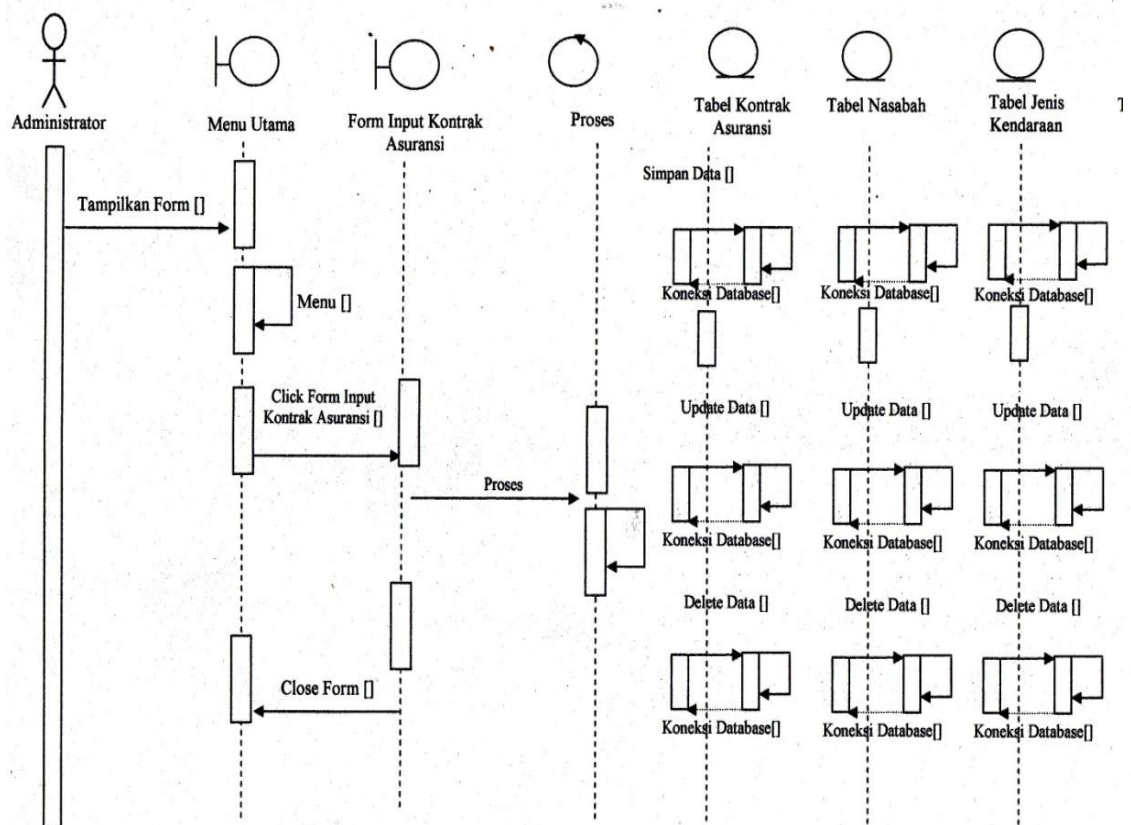 Administrator
Menu Utama
Form Input Kontrak
Asuransi
Proses
Tabel Kontrak
Asuransi
Tabel Nasabah
Tabel Jenis
Kendaraan
T
Simpan Data []
Tampilkan Form []
Koneksi Database[]
Koneksi Database[]
Koneksi Database[]
Menu []
Click Form Input
Kontrak Asuransi []
Update Data []
Update Data []
Update Data []
Proses
Koneksi Database[]
Koneksi Database[]
Koneksi Database[]
Delete Data []
Delete Data []
Delete Data []
Close Form []
Koneksi Database[]
Koneksi Database[]
Koneksi Database[]